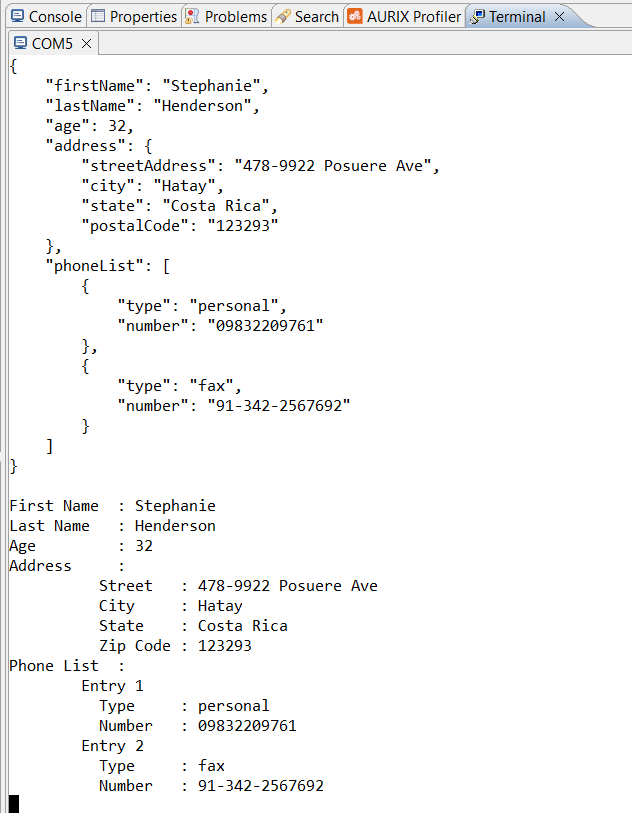 Console Properties Problems Search AURIX Profiler Terminal
COM5
{
    "firstName": "Stephanie",
    "lastName": "Henderson",
    "age": 32,
    "address": {
        "streetAddress": "478-9922 Posuere Ave",
        "city": "Hatay",
        "state": "Costa Rica",
        "postalCode": "123293"
    },
    "phoneList": [
        {
            "type": "personal",
            "number": "09832209761"
        },
        {
            "type": "fax",
            "number": "91-342-2567692"
        }
    ]
}

First Name  : Stephanie
Last Name   : Henderson
Age         : 32
Address     :
          Street   : 478-9922 Posuere Ave
          City     : Hatay
          State    : Costa Rica
          Zip Code : 123293
Phone List  :
        Entry 1
          Type     : personal
          Number   : 09832209761
        Entry 2
          Type     : fax
          Number   : 91-342-2567692